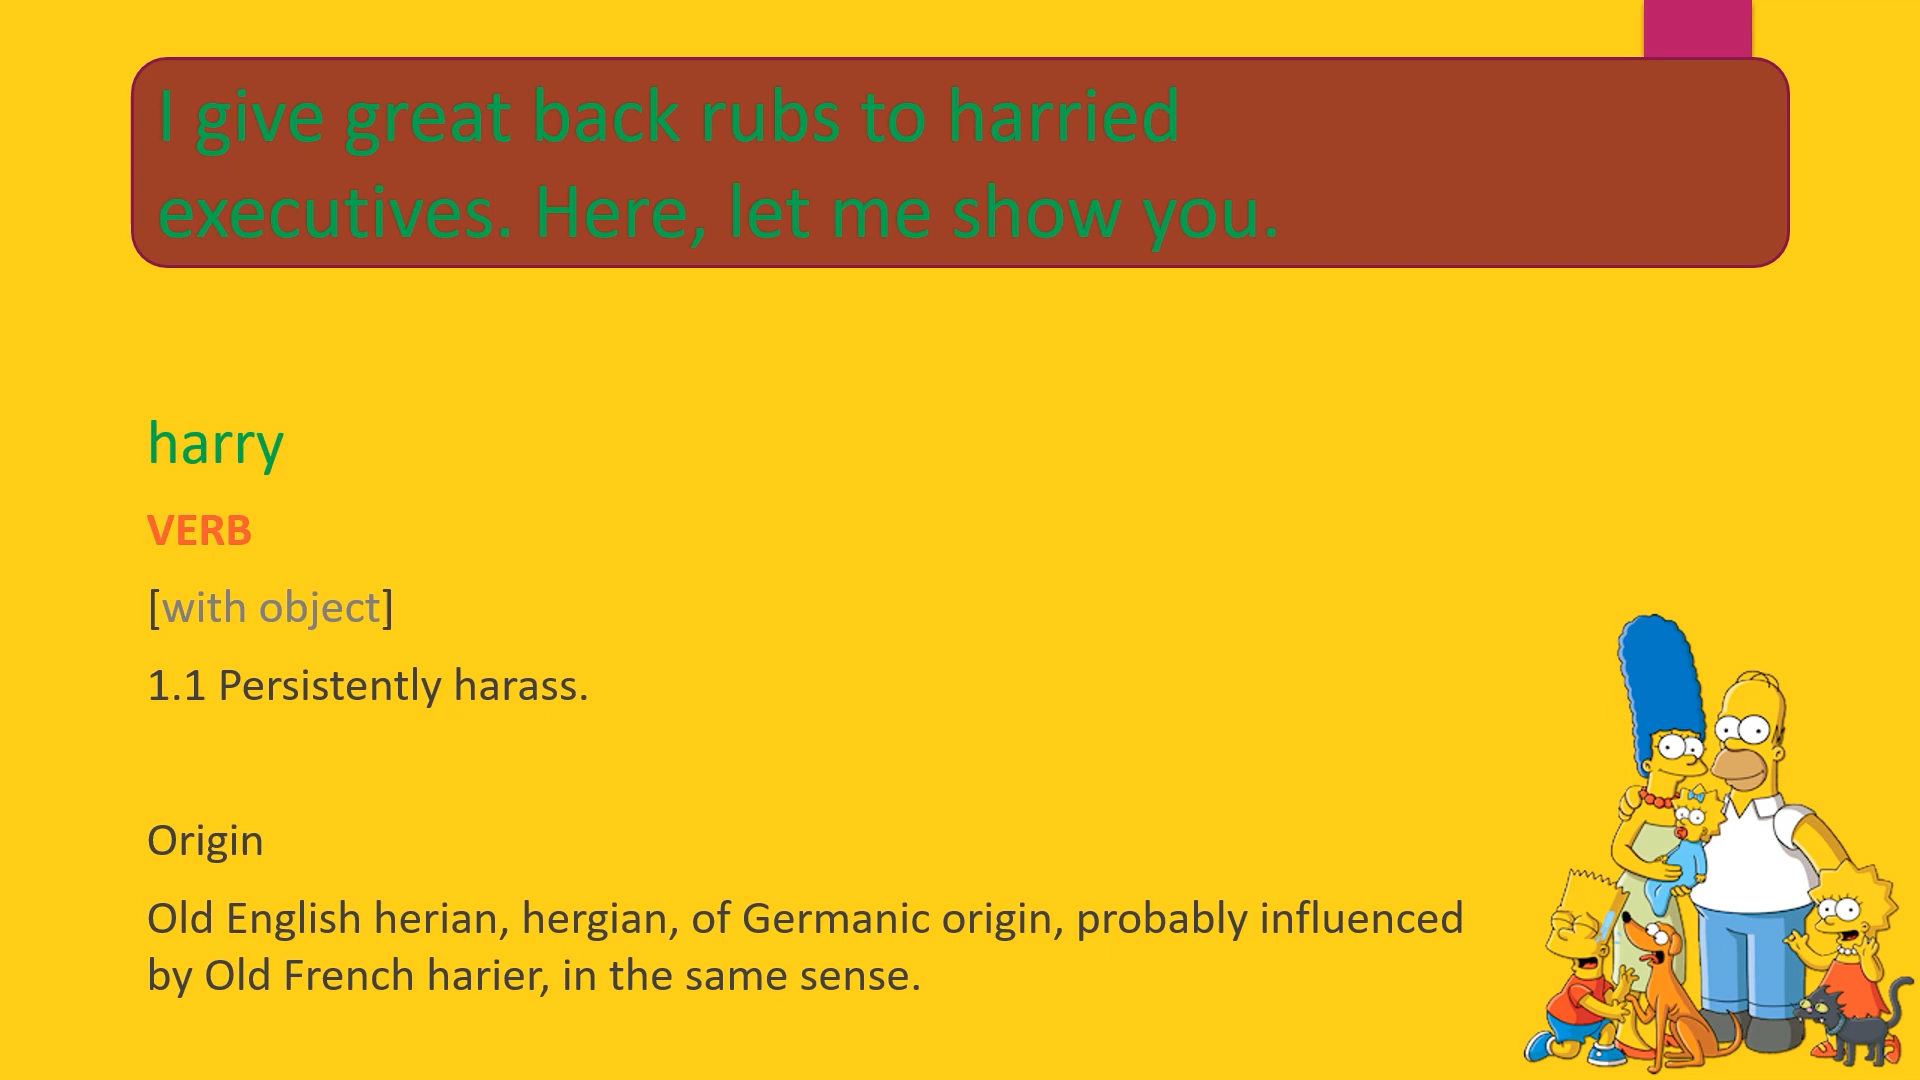 I give great back rubs to harried
executives. Here, let me show you.
harry
VERB
[with object]
1.1 Persistently harass.
Origin
Old English herian, hergian, of Germanic origin, probably influenced
by Old French harier, in the same sense.